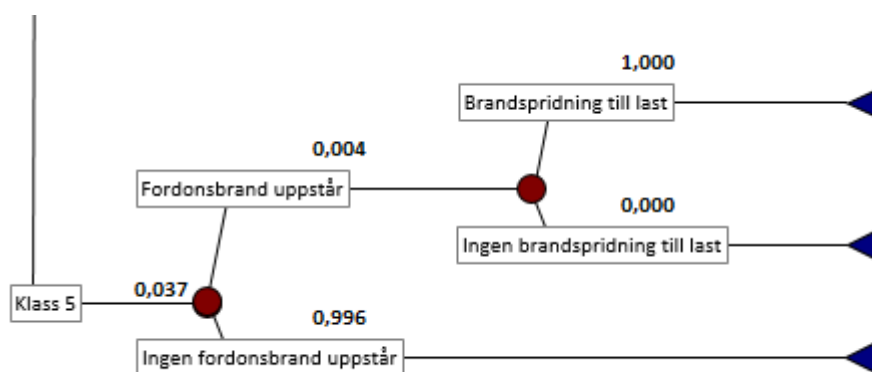 1,000
Brandspridning till last
0,004
Fordonsbrand uppstår
0,000
Ingen brandspridning till last
0,037
Klass 5
0,996
Ingen fordonsbrand uppstår